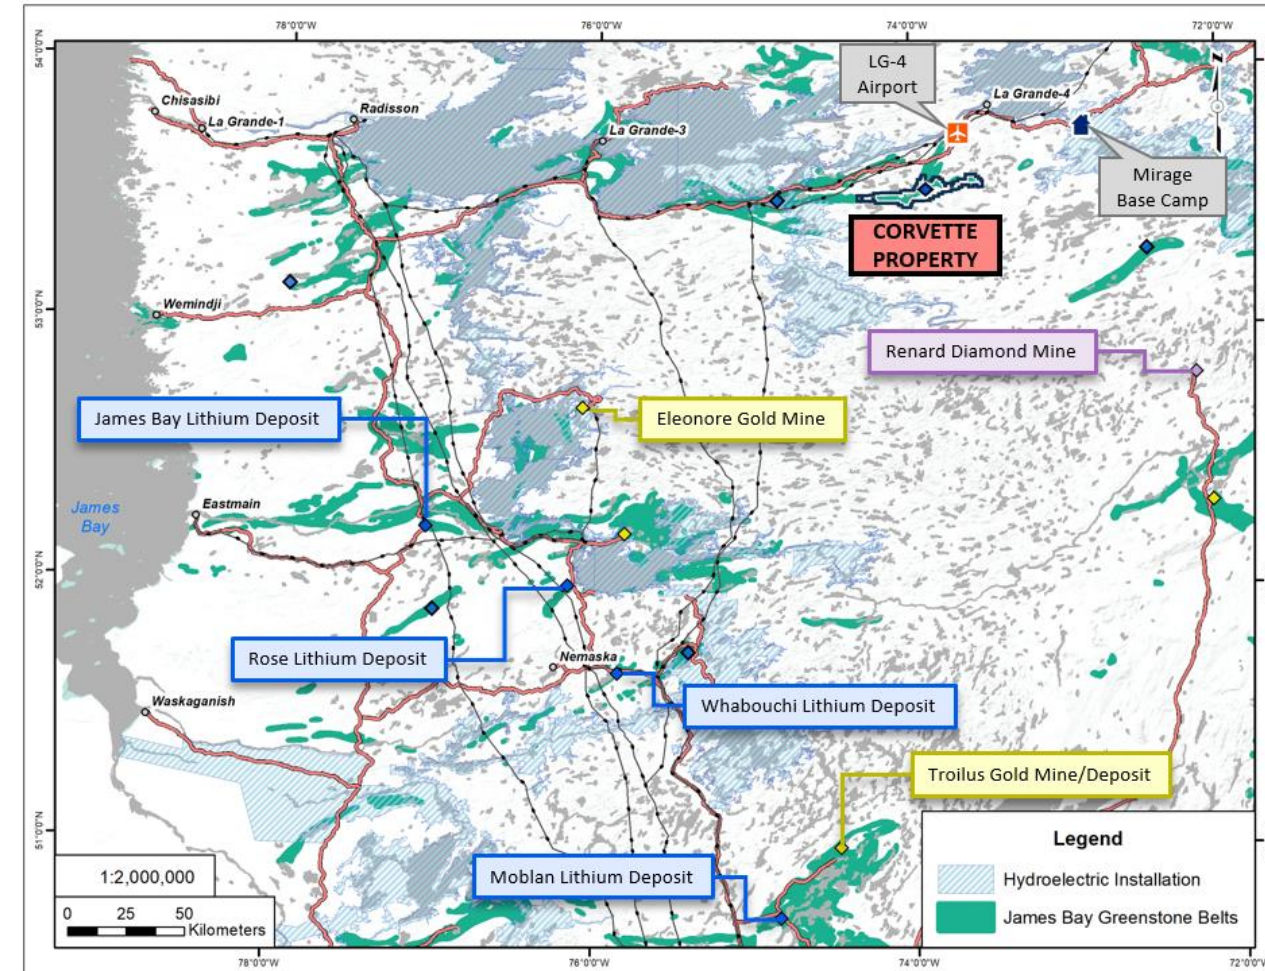 78°0'0"W
76°0'0"W
74°0'0"W
72°0'0"W
54°0'0"N
53°0'0"N
52°0'0"N
51°0'0"N
LG-4
Airport
Z
Chisasibi
La Grande-1
Radisson
La Grande-3
La Grande-4
Mirage
Base Camp
CORVETTE
PROPERTY
Wemindji
Renard Diamond Mine
James Bay Lithium Deposit
Eleonore Gold Mine
Eastmain
James
Bay
Rose Lithium Deposit
Nemaska
Whabouchi Lithium Deposit
Waskaganish
Troilus Gold Mine/Deposit
Moblan Lithium Deposit
1:2,000,000
0 25 50
Kilometers
Legend
Hydroelectric Installation
James Bay Greenstone Belts
78°0'0"W
76°0'0"W
74°0'0"W
72°0'0"W